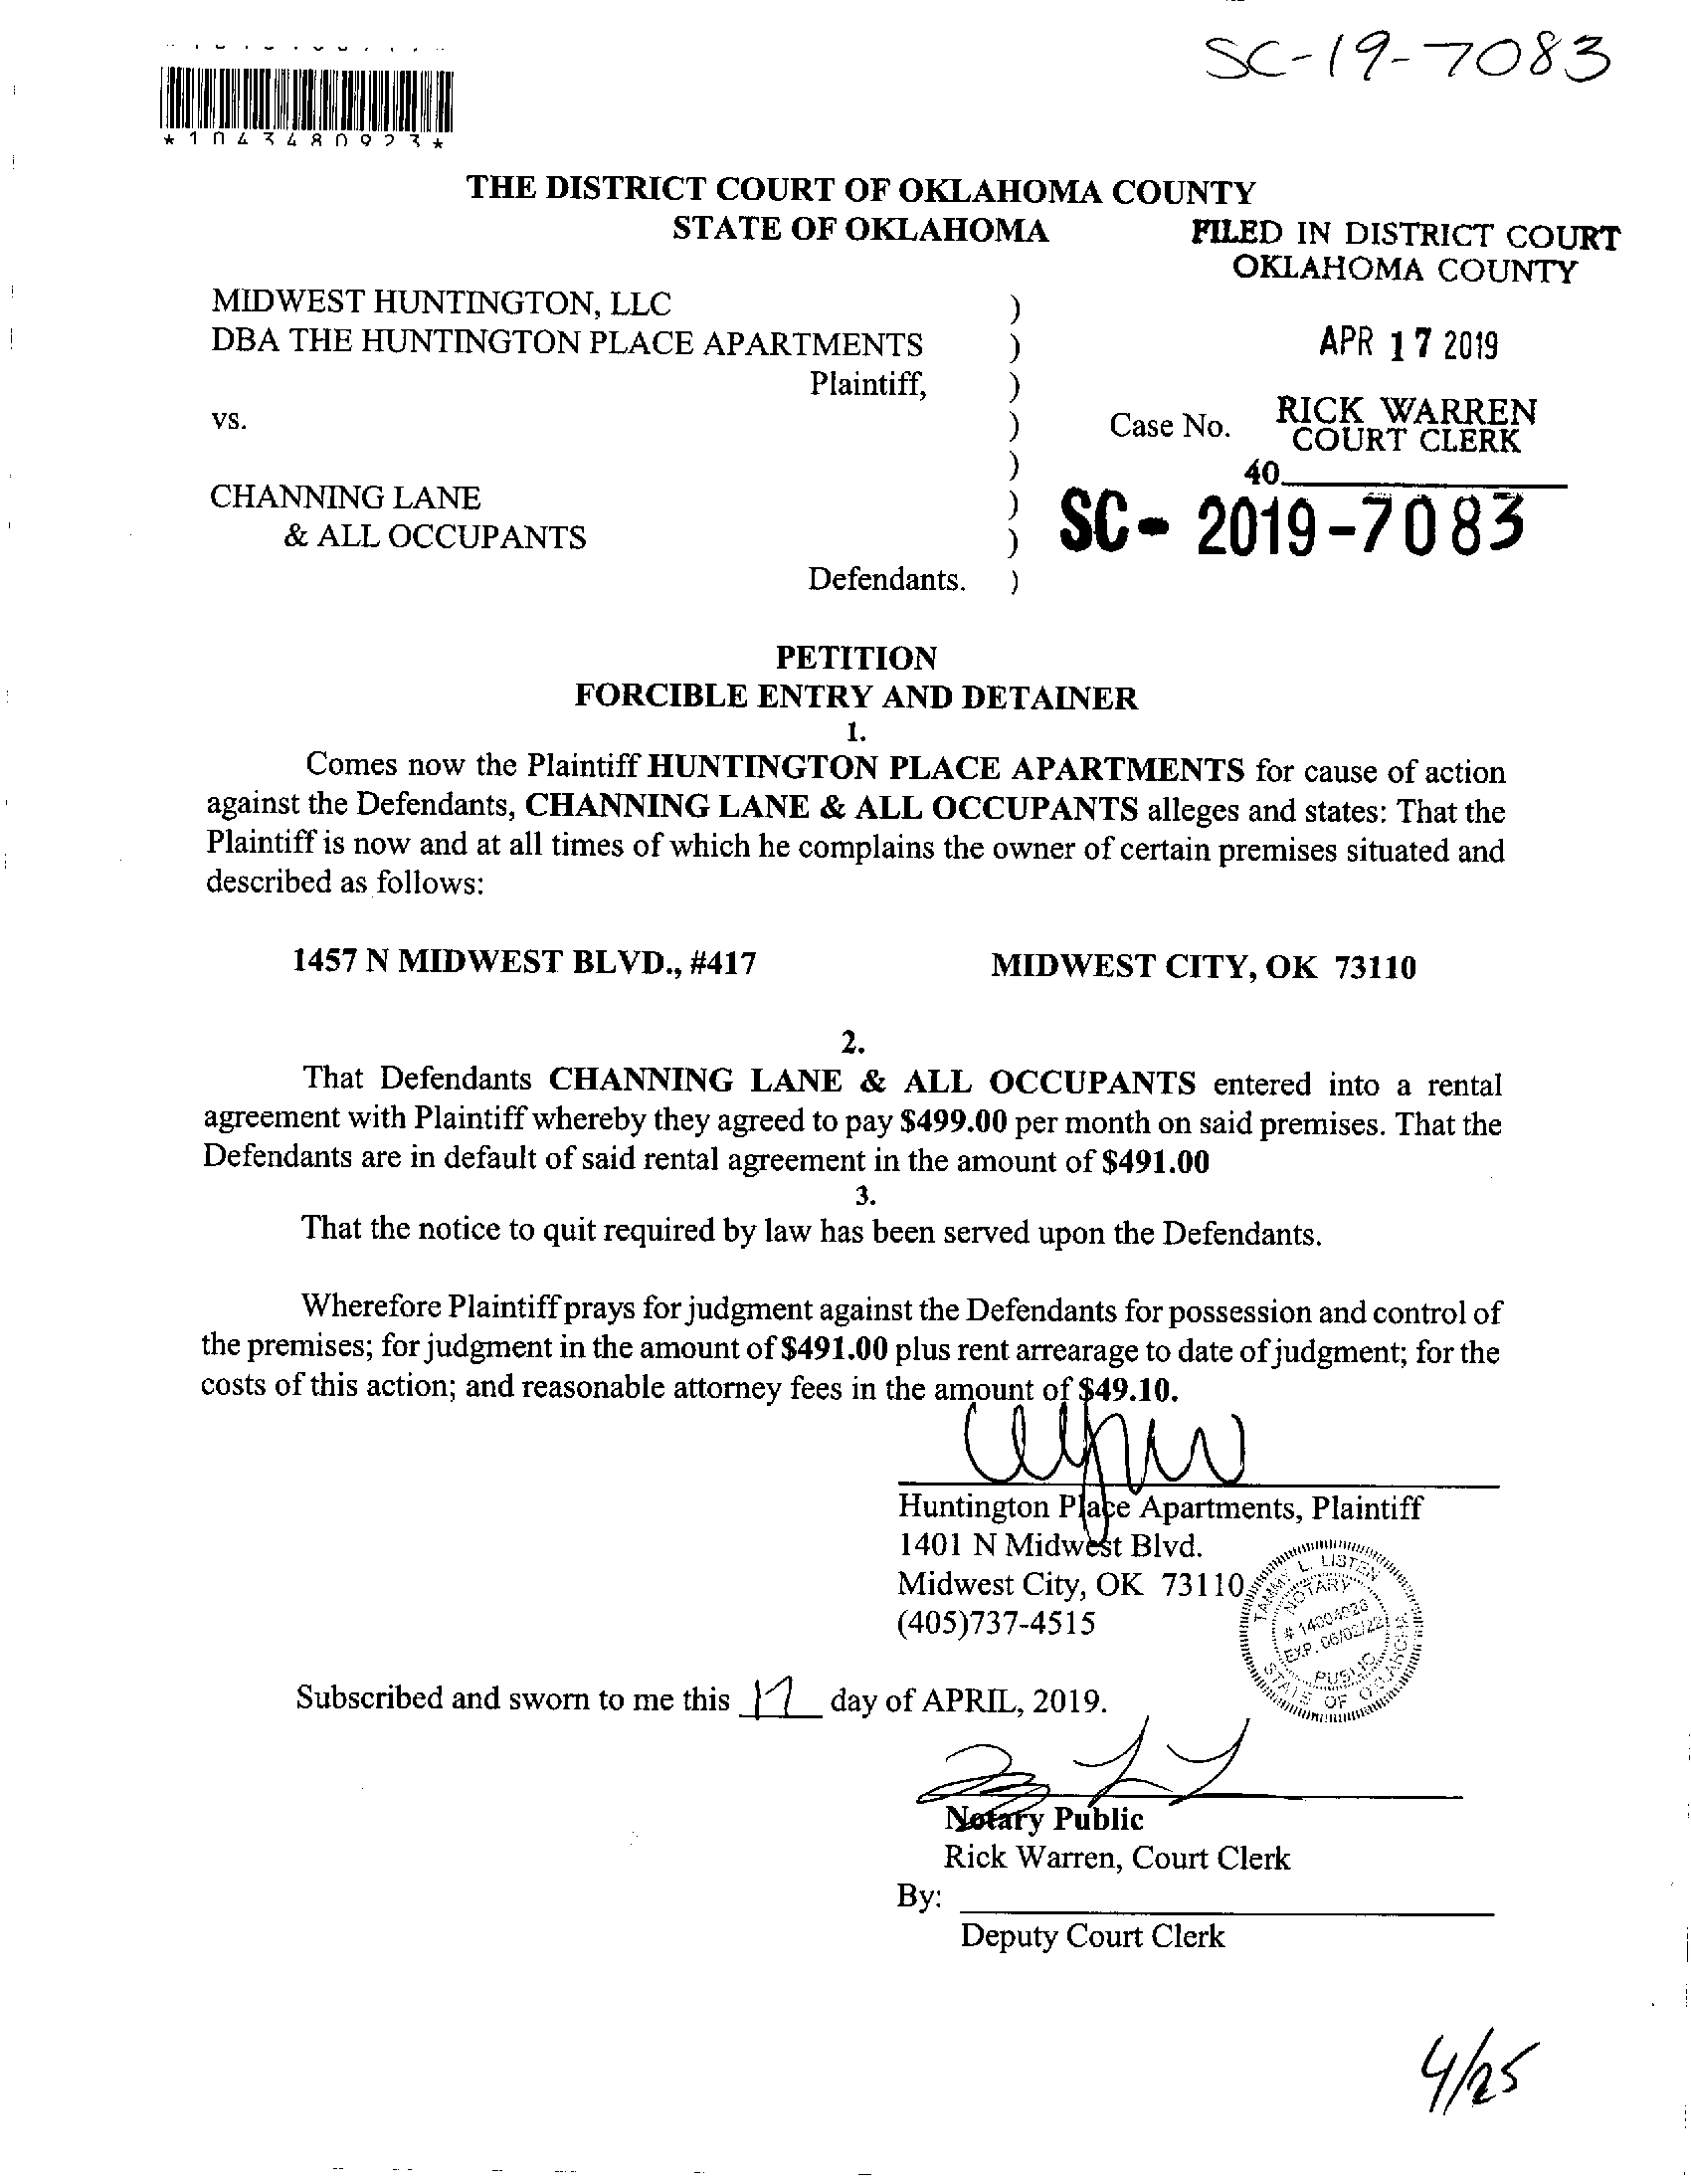 SC-19-7083
*1043480923*
THE DISTRICT COURT OF OKLAHOMA COUNTY
STATE OF OKLAHOMA
FILED IN DISTRICT COURT
OKLAHOMA COUNTY
MIDWEST HUNTINGTON, LLC )
DBA THE HUNTINGTON PLACE APARTMENTS )
APR 17 2019
Plaintiff, )
vs. )
Case No.
RICK WARREN
COURT CLERK
)
40
CHANNING LANE )
& ALL OCCUPANTS )
SC- 2019-7083
Defendants. )
PETITION
FORCIBLE ENTRY AND DETAINER
1.
Comes now the Plaintiff HUNTINGTON PLACE APARTMENTS for cause of action
against the Defendants, CHANNING LANE & ALL OCCUPANTS alleges and states: That the
Plaintiff is now and at all times of which he complains the owner of certain premises situated and
described as follows:
1457 N MIDWEST BLVD., #417 MIDWEST CITY, OK 73110
2.
That Defendants CHANNING LANE & ALL OCCUPANTS entered into a rental
agreement with Plaintiff whereby they agreed to pay $499.00 per month on said premises. That the
Defendants are in default of said rental agreement in the amount of $491.00
3.
That the notice to quit required by law has been served upon the Defendants.
Wherefore Plaintiff prays for judgment against the Defendants for possession and control of
the premises; for judgment in the amount of $491.00 plus rent arrearage to date of judgment; for the
costs of this action; and reasonable attorney fees in the amount of $49.10.
Huntington Place Apartments, Plaintiff
1401 N Midwest Blvd.
Midwest City, OK 73110
(405)737-4515
TAMMY L. LISTEN
NOTARY
# 14004026
EXP. 06/02/22
PUBLIC
STATE OF OKLAHOMA
Subscribed and sworn to me this 17 day of APRIL, 2019.
Notary Public
Rick Warren, Court Clerk
By:
Deputy Court Clerk
4/25